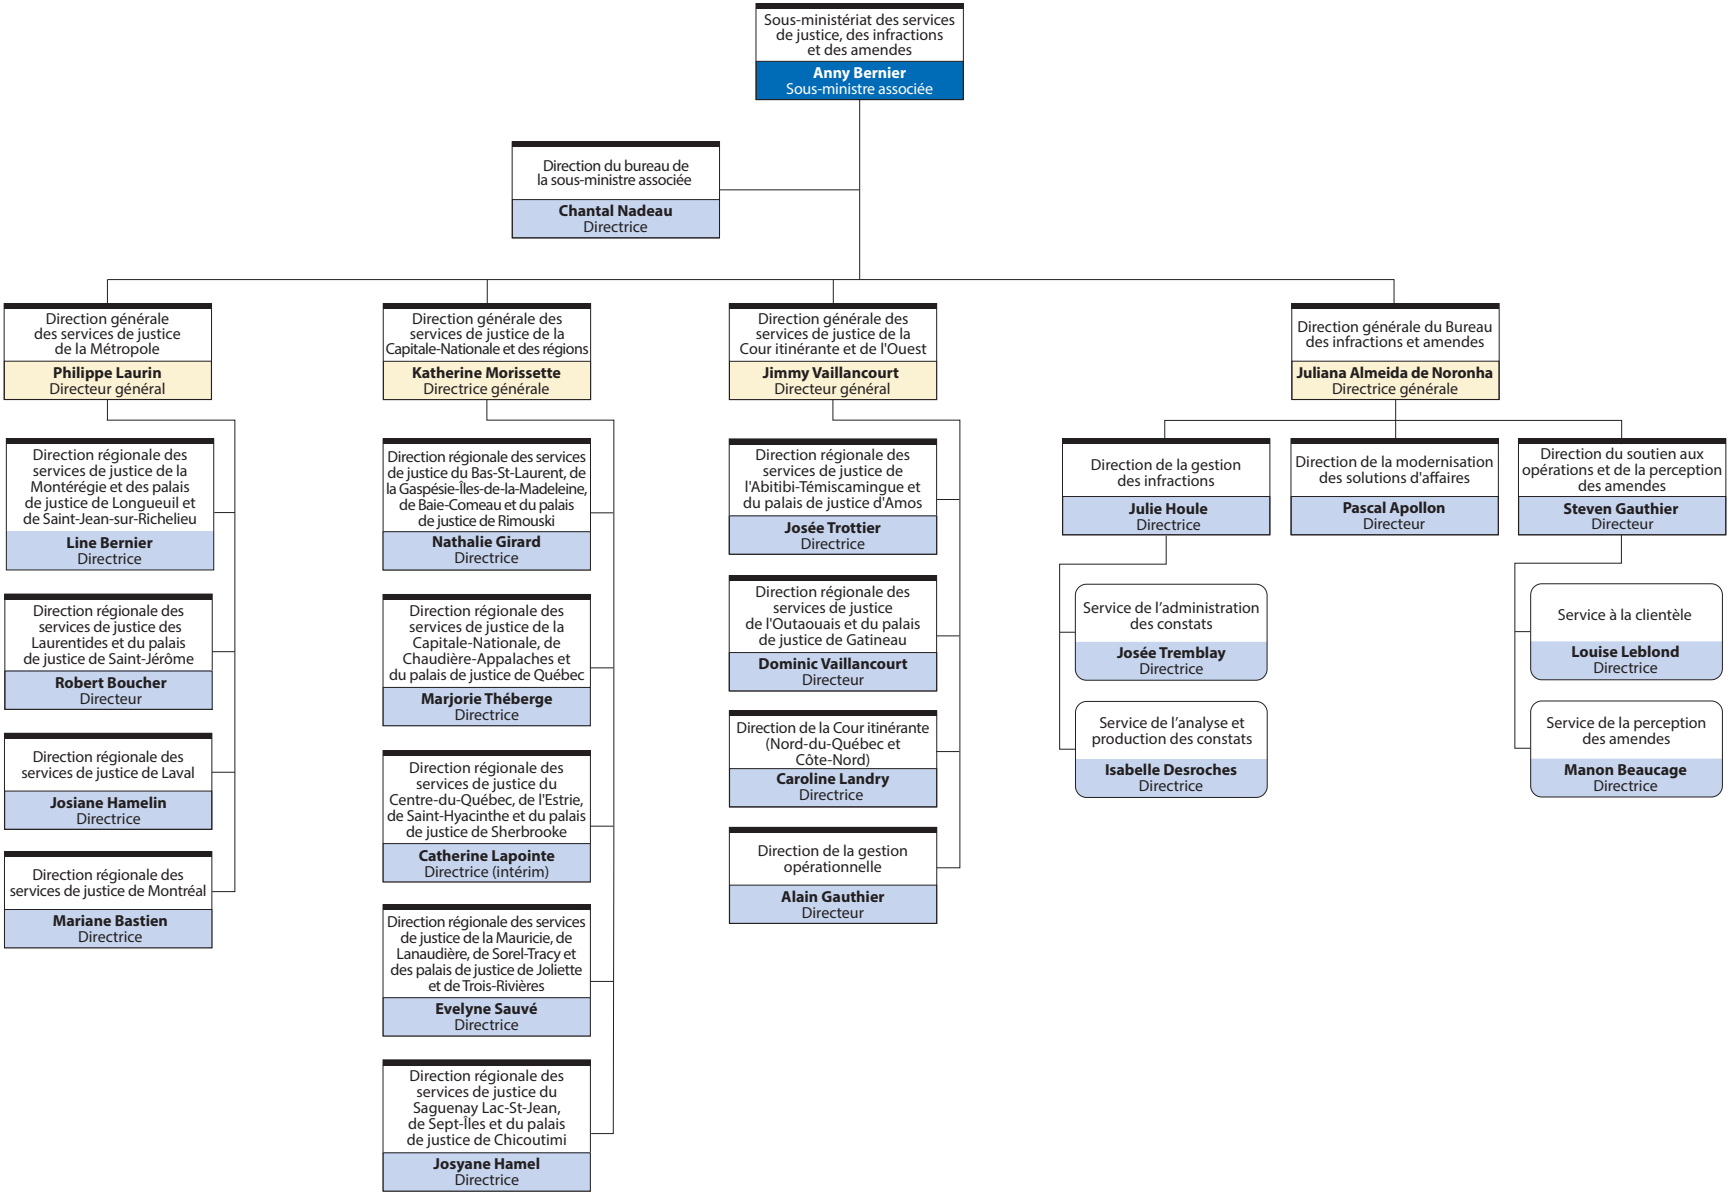 Sous-ministériat des services
de justice, des infractions
et des amendes
Anny Bernier
Sous-ministre associée
Direction du bureau de
la sous-ministre associée
Chantal Nadeau
Directrice
Direction générale
des services de justice
de la Métropole
Philippe Laurin
Directeur général
Direction régionale des
services de justice de la
Montérégie et des palais
de justice de Longueuil et
de Saint-Jean-sur-Richelieu
Line Bernier
Directrice
Direction régionale des
services de justice des
Laurentides et du palais
de justice de Saint-Jérôme
Robert Boucher
Directeur
Direction régionale des
services de justice de Laval
Josiane Hamelin
Directrice
Direction régionale des
services de justice de Montréal
Mariane Bastien
Directrice
Direction générale des
services de justice de la
Capitale-Nationale et des régions
Katherine Morissette
Directrice générale
Direction régionale des services
de justice du Bas-St-Laurent, de
la Gaspésie-Îles-de-la-Madeleine,
de Baie-Comeau et du palais
de justice de Rimouski
Nathalie Girard
Directrice
Direction régionale des
services de justice de la
Capitale-Nationale, de
Chaudière-Appalaches et
du palais de justice de Québec
Marjorie Théberge
Directrice
Direction régionale des
services de justice du
Centre-du-Québec, de l'Estrie,
de Saint-Hyacinthe et du palais
de justice de Sherbrooke
Catherine Lapointe
Directrice (intérim)
Direction régionale des services
de justice de la Mauricie, de
Lanaudière, de Sorel-Tracy et
des palais de justice de Joliette
et de Trois-Rivières
Evelyne Sauvé
Directrice
Direction régionale des
services de justice du
Saguenay Lac-St-Jean,
de Sept-Îles et du palais
de justice de Chicoutimi
Josyane Hamel
Directrice
Direction générale des
services de justice de la
Cour itinérante et de l'Ouest
Jimmy Vaillancourt
Directeur général
Direction régionale des
services de justice de
l'Abitibi-Témiscamingue et
du palais de justice d'Amos
Josée Trottier
Directrice
Direction régionale des
services de justice
de l'Outaouais et du palais
de justice de Gatineau
Dominic Vaillancourt
Directeur
Direction de la Cour itinérante
(Nord-du-Québec et
Côte-Nord)
Caroline Landry
Directrice
Direction de la gestion
opérationnelle
Alain Gauthier
Directeur
Direction générale du Bureau
des infractions et amendes
Juliana Almeida de Noronha
Directrice générale
Direction de la gestion
des infractions
Julie Houle
Directrice
Service de l’administration
des constats
Josée Tremblay
Directrice
Service de l’analyse et
production des constats
Isabelle Desroches
Directrice
Direction de la modernisation
des solutions d'affaires
Pascal Apollon
Directeur
Direction du soutien aux
opérations et de la perception
des amendes
Steven Gauthier
Directeur
Service à la clientèle
Louise Leblond
Directrice
Service de la perception
des amendes
Manon Beaucage
Directrice